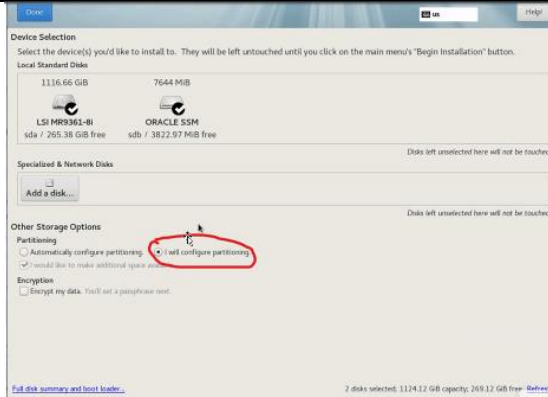 Done
us
Help!
Device Selection
Select the device(s) you'd like to install to. They will be left untouched until you click on the main menu's "Begin Installation" button.
Local Standard Disks
1116.66 GiB
7644 MiB
LSI MR9361-8i
ORACLE SSM
sda / 265.38 GiB free
sdb / 3822.97 MiB free
Disks left unselected here will not be touched
Specialized & Network Disks
Add a disk...
Disks left unselected here will not be touched
Other Storage Options
Partitioning
Automatically configure partitioning.
I will configure partitioning.
I would like to make additional space
Encryption
Encrypt my data. You'll set a passphrase next.
Full disk summary and boot loader...
2 disks selected; 1124.12 GiB capacity; 269.12 GiB free
Refres